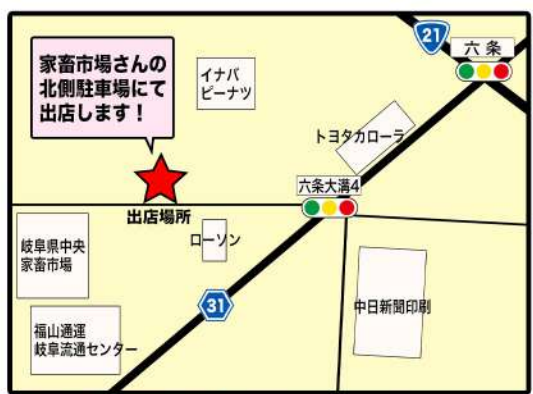 21
六条
家畜市場さんの
北側駐車場にて
出店します！
イナバ
ピーナツ
トヨタカローラ
六条大溝4
出店場所
ローソン
岐阜県中央
家畜市場
31
中日新聞印刷
福山通運
岐阜流通センター